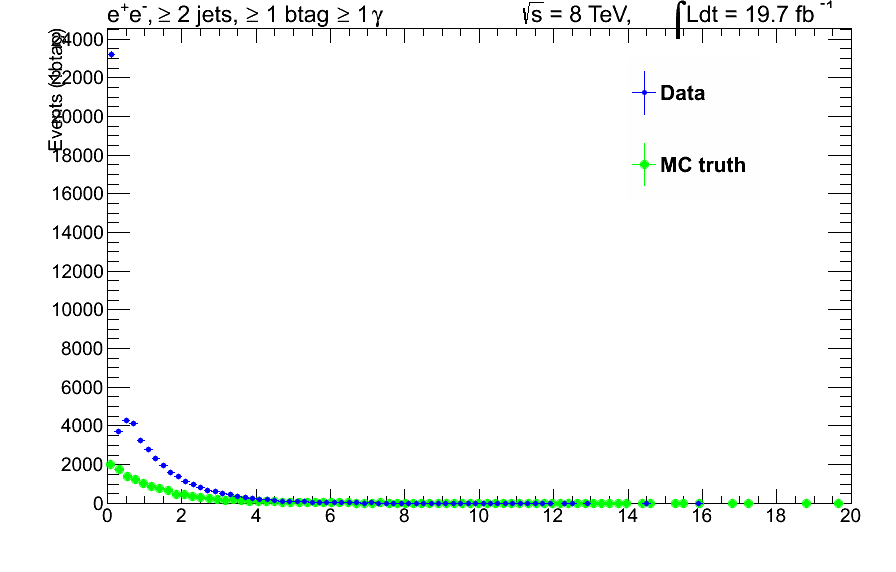 e⁺e⁻, ≥ 2 jets, ≥ 1 btag ≥ 1 γ
√s = 8 TeV, ∫Ldt = 19.7 fb⁻¹
24000
22000
20000
18000
16000
14000
12000
10000
8000
6000
4000
2000
0
Events
Data
MC truth
0 2 4 6 8 10 12 14 16 18 20